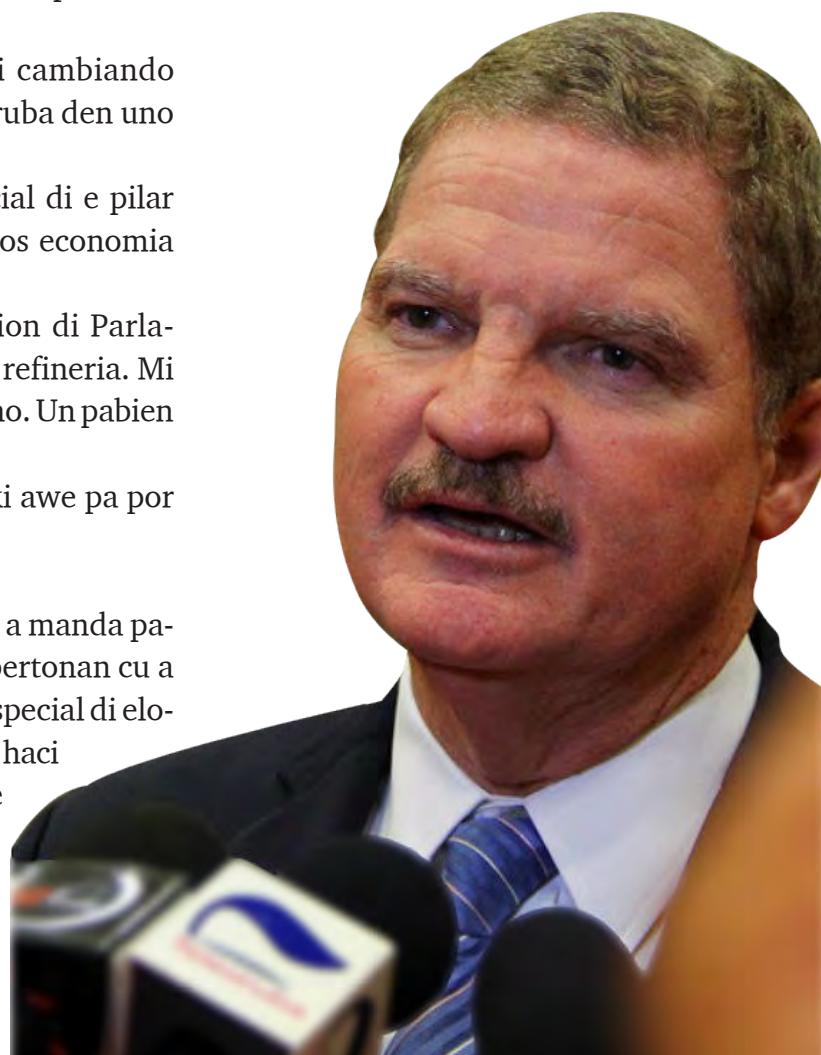 i cambiando
ruba den uno
ial di e pilar
os economia
ion di Parla-
refineria. Mi
no. Un pabien
ki awe pa por
a manda pa-
pertonan cu a
special di elo-
haci
e